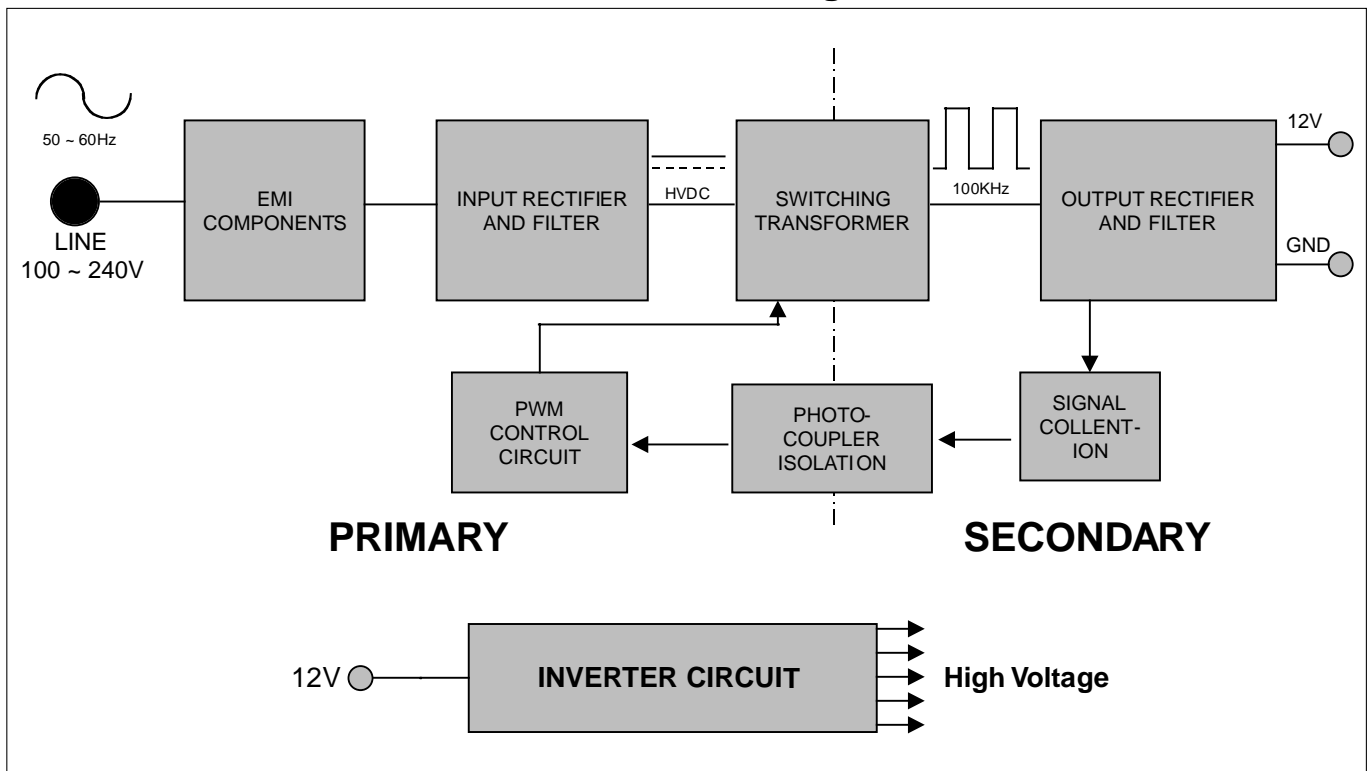 50 ~ 60Hz
LINE
100 ~ 240V
EMI
COMPONENTS
INPUT RECTIFIER
AND FILTER
HVDC
SWITCHING
TRANSFORMER
100KHz
OUTPUT RECTIFIER
AND FILTER
12V
GND
PWM
CONTROL
CIRCUIT
PHOTO-
COUPLER
ISOLATION
SIGNAL
COLLENT-
ION
PRIMARY
SECONDARY
12V
INVERTER CIRCUIT
High Voltage